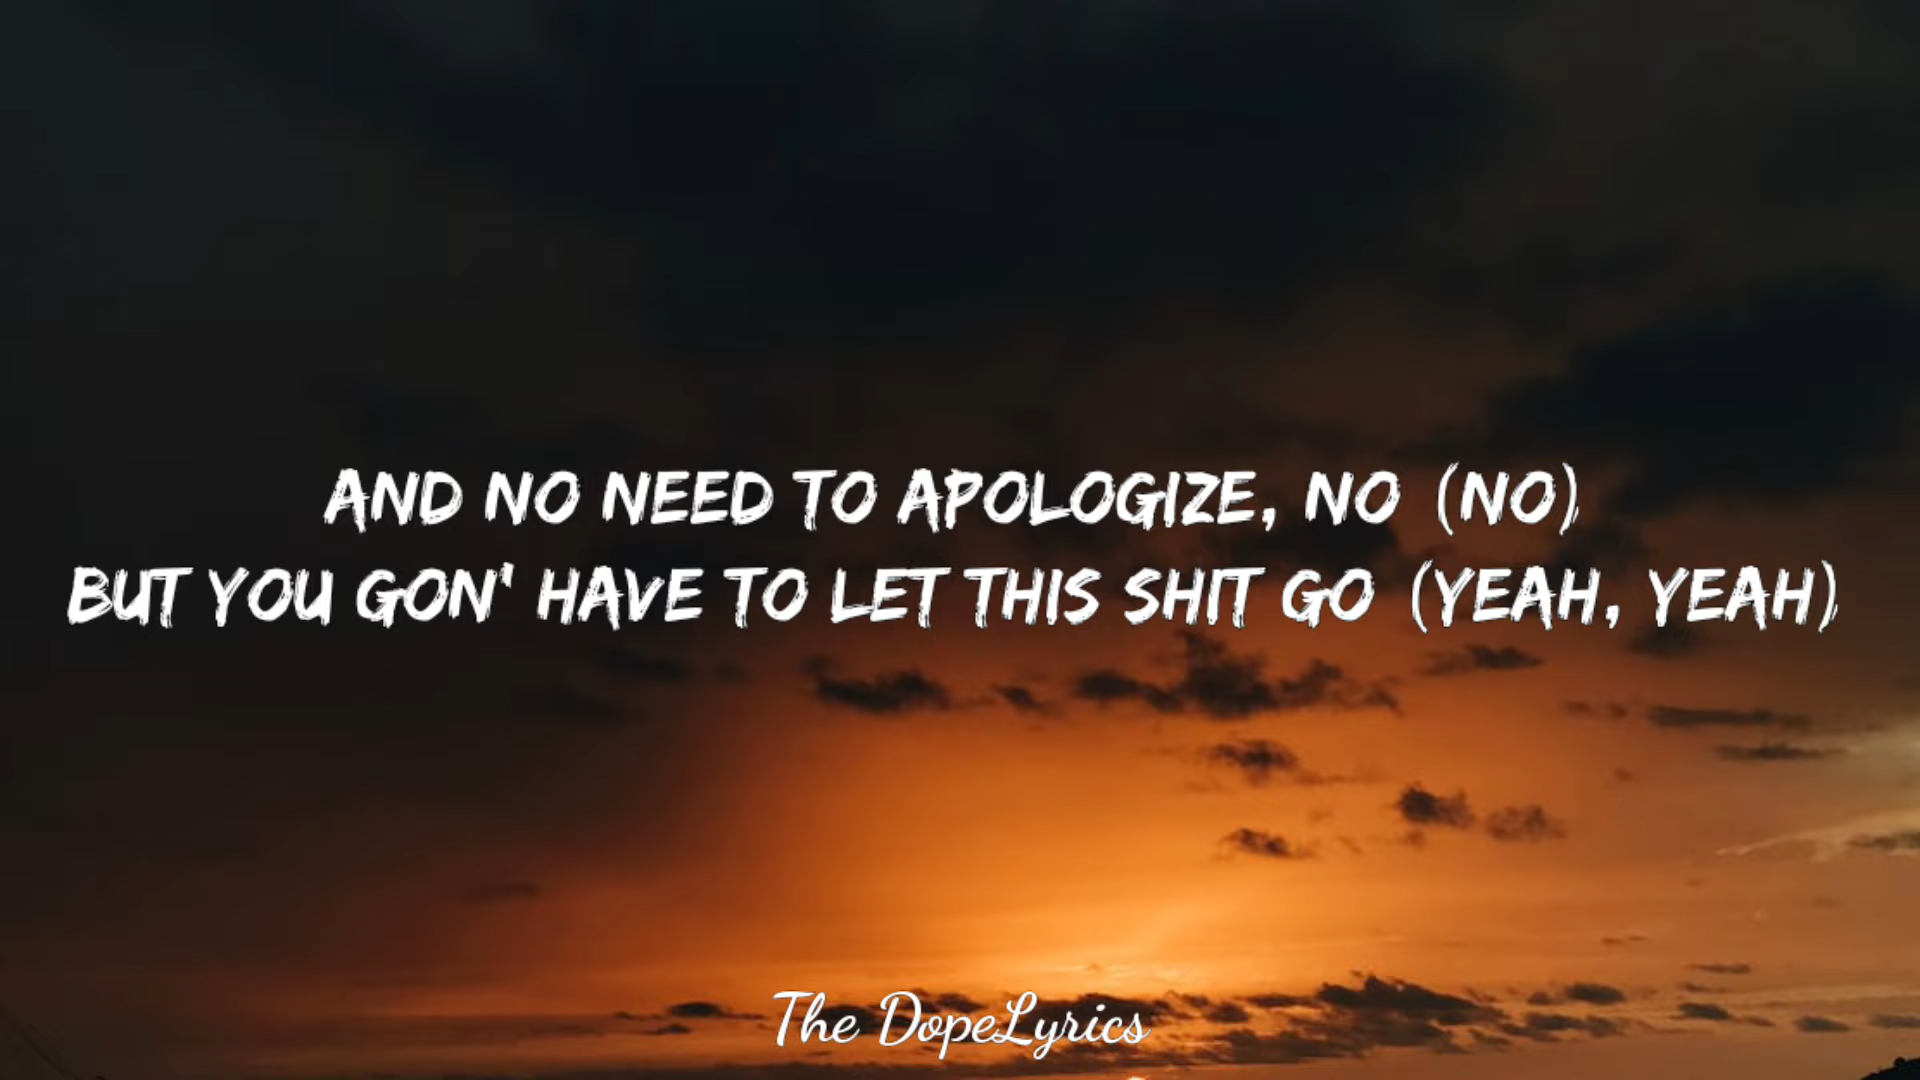 AND NO NEED TO APOLOGIZE, NO (NO)
BUT YOU GON' HAVE TO LET THIS SHIT GO (YEAH, YEAH)
The DopeLyrics